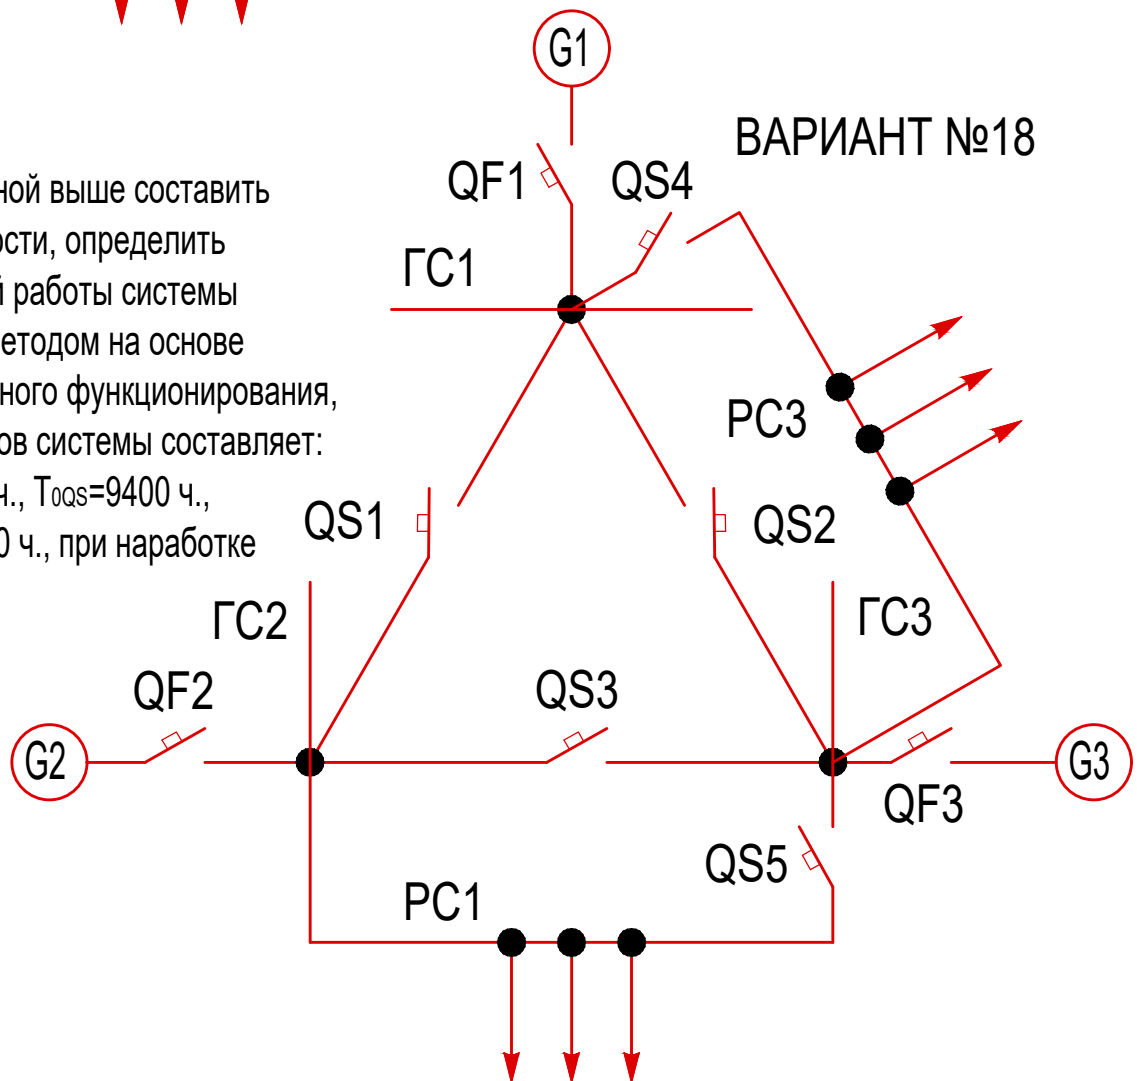 G1
ВАРИАНТ №18
QF1
QS4
ной выше составить
ости, определить
й работы системы
ГС1
етодом на основе
ного функционирования,
РС3
ов системы составляет:
ч., T0QS=9400 ч.,
QS1
QS2
0 ч., при наработке
ГС2
ГС3
QF2
QS3
G2
G3
QF3
QS5
РС1